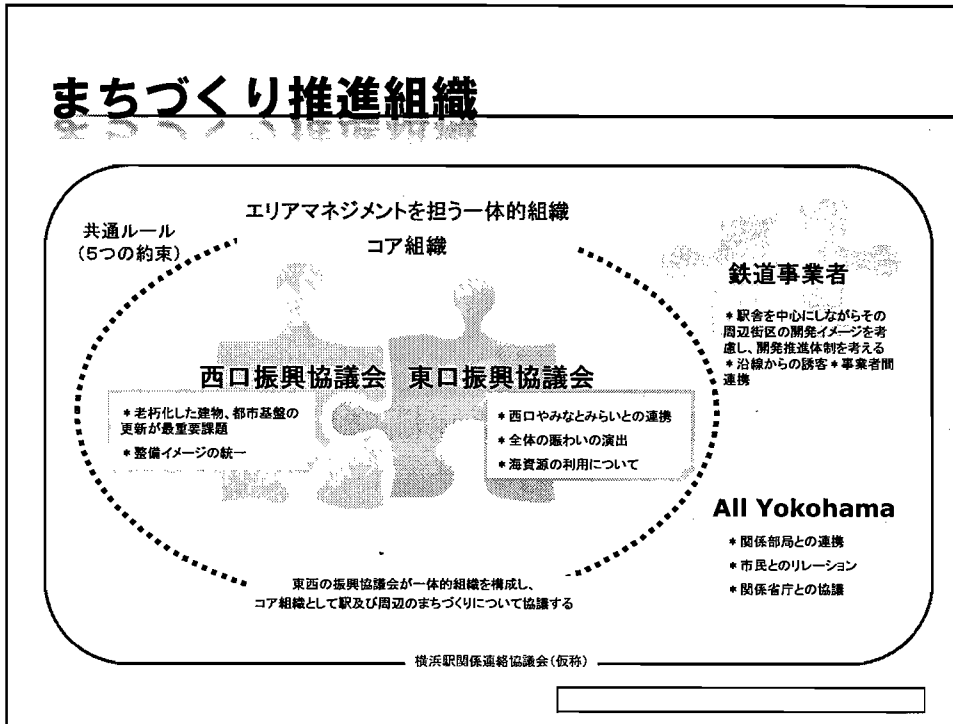 まちづくり推進組織
エリアマネジメントを担う一体的組織
コア組織
共通ルール
(5つの約束)
西口振興協議会
*老朽化した建物、都市基盤の
更新が最重要課題
*整備イメージの統一
東口振興協議会
*西口やみなとみらいとの連携
*全体の賑わいの演出
*海資源の利用について
鉄道事業者
*駅舎を中心にしながらその
周辺街区の開発イメージを考
慮し、開発推進体制を考える
*沿線からの誘客*事業者間
連携
All Yokohama
*関係部局との連携
*市民とのリレーション
*関係省庁との協議
東西の振興協議会が一体的組織を構成し、
コア組織として駅及び周辺のまちづくりについて協議する
横浜駅関係連絡協議会(仮称)